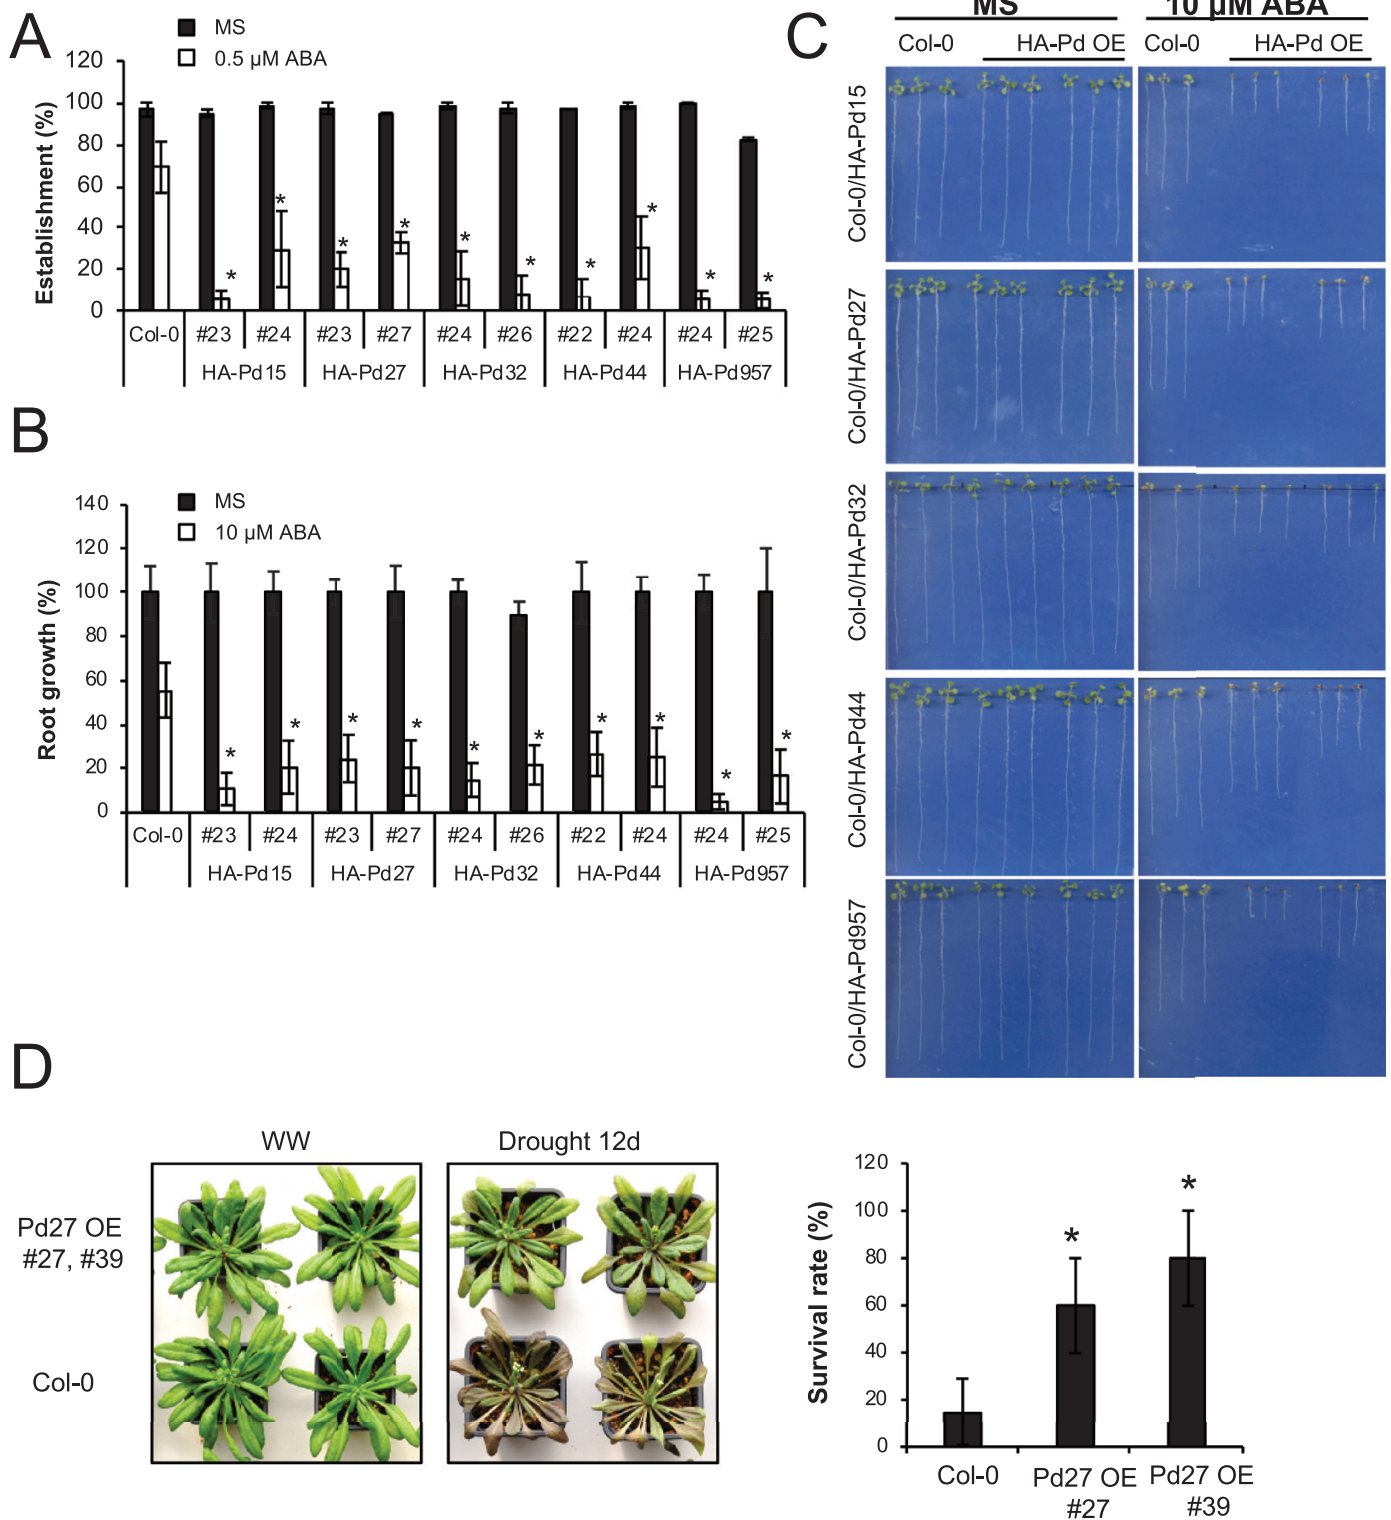 A
MS
0.5 µM ABA
Establishment (%)
120
100
80
60
40
20
0
* * * * * * * * * *
Col-0 #23 #24 #23 #27 #24 #26 #22 #24 #24 #25
HA-Pd15 HA-Pd27 HA-Pd32 HA-Pd44 HA-Pd957
B
MS
10 µM ABA
Root growth (%)
140
120
100
80
60
40
20
0
* * * * * * * * * *
Col-0 #23 #24 #23 #27 #24 #26 #22 #24 #24 #25
HA-Pd15 HA-Pd27 HA-Pd32 HA-Pd44 HA-Pd957
C
MS 10 µM ABA
Col-0 HA-Pd OE Col-0 HA-Pd OE
Col-0/HA-Pd15
Col-0/HA-Pd27
Col-0/HA-Pd32
Col-0/HA-Pd44
Col-0/HA-Pd957
D
WW Drought 12d
Pd27 OE
#27, #39
Col-0
Survival rate (%)
120
100
80
60
40
20
0
* *
Col-0 Pd27 OE Pd27 OE
#27 #39